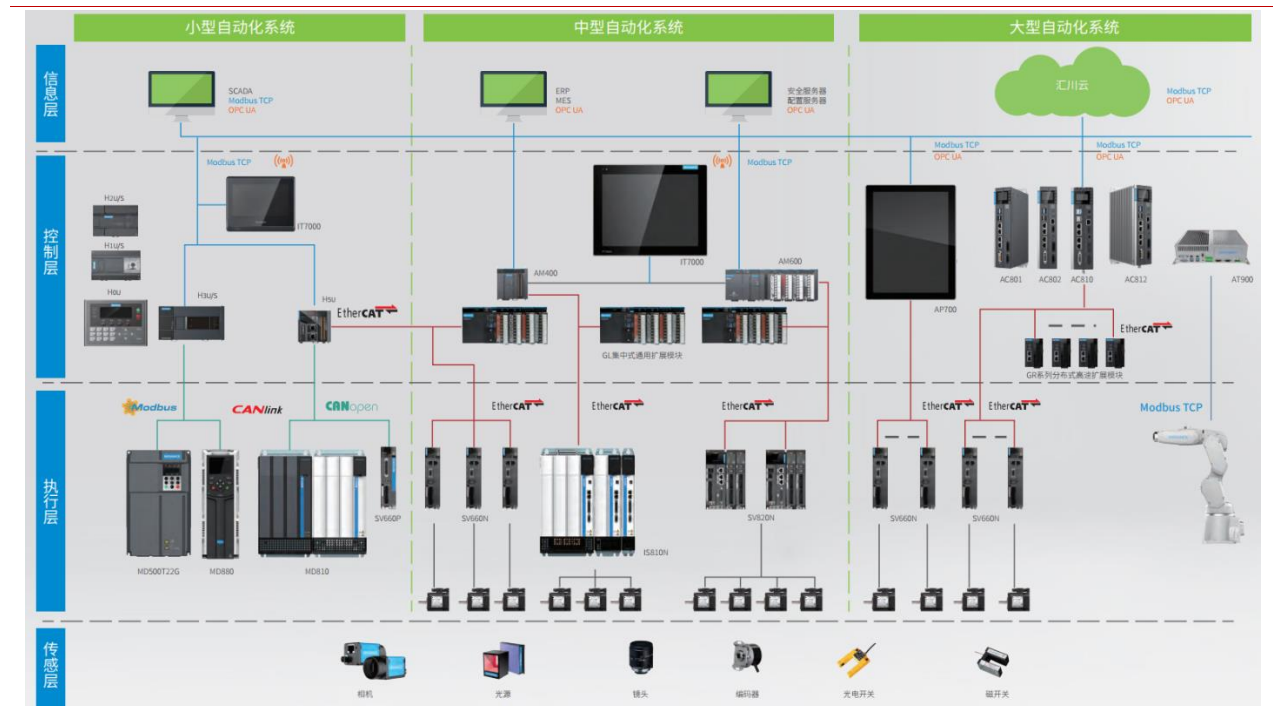 小型自动化系统
中型自动化系统
大型自动化系统
信息层
SCADA
Modbus TCP
OPC UA
ERP
MES
OPC UA
安全服务器
配置服务器
OPC UA
汇川云
Modbus TCP
OPC UA
控制层
Modbus TCP
Modbus TCP
Modbus TCP
OPC UA
Modbus TCP
OPC UA
H2U/S
H1U/S
H0U
H3U/S
IT7000
H5U
EtherCAT
AM400
IT7000
AM600
GL集中式通用扩展模块
AP700
AC801
AC802
AC810
AC812
AT900
EtherCAT
GR系列分布式高速扩展模块
执行层
Modbus
CANlink
CANopen
EtherCAT
EtherCAT
EtherCAT
EtherCAT
EtherCAT
Modbus TCP
MD500T22G
MD880
MD810
SV660P
SV660N
IS810N
SV820N
SV660N
SV660N
传感层
相机
光源
镜头
编码器
光电开关
磁开关